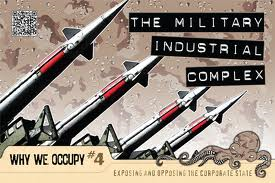 THE MILITARY
INDUSTRIAL
COMPLEX
WHY WE OCCUPY #4
EXPOSING AND OPPOSING THE CORPORATE STATE